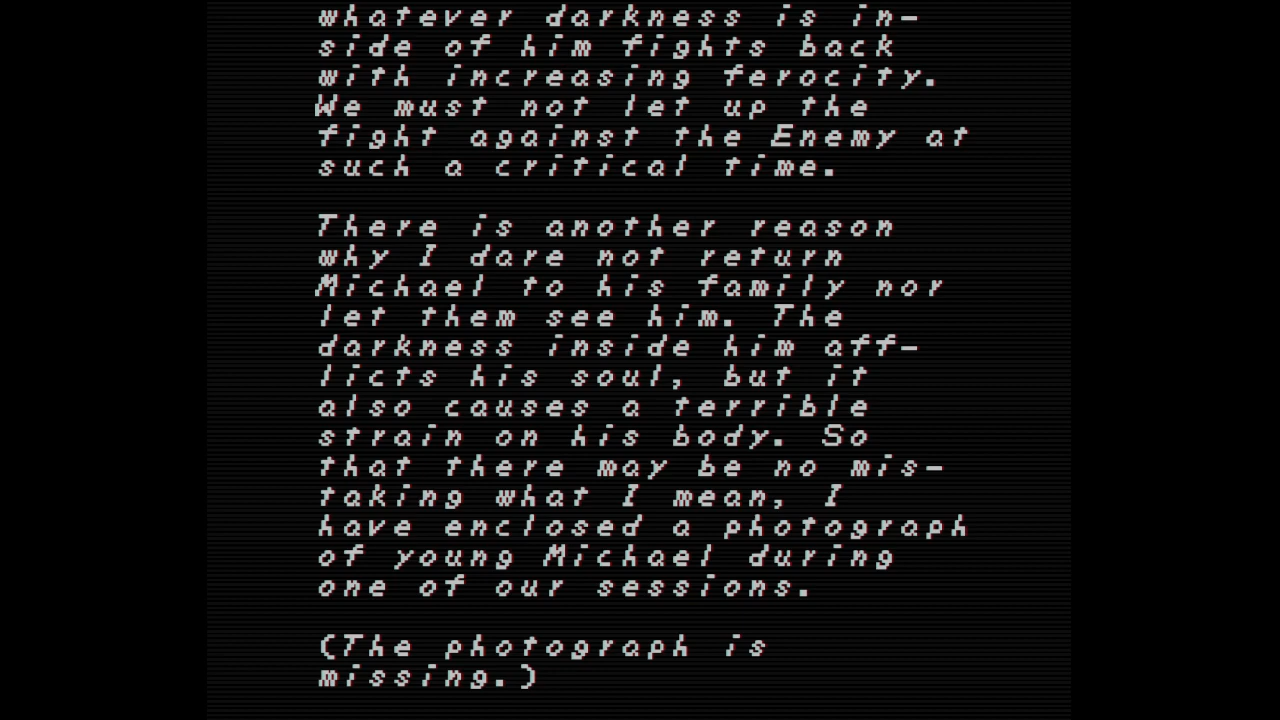 whatever darkness is in-
side of him fights back
with increasing ferocity.
We must not let up the
fight against the Enemy at
such a critical time.

There is another reason
why I dare not return
Michael to his family nor
let them see him. The
darkness inside him aff-
licts his soul, but it
also causes a terrible
strain on his body. So
that there may be no mis-
taking what I mean, I
have enclosed a photograph
of young Michael during
one of our sessions.

(The photograph is
missing.)